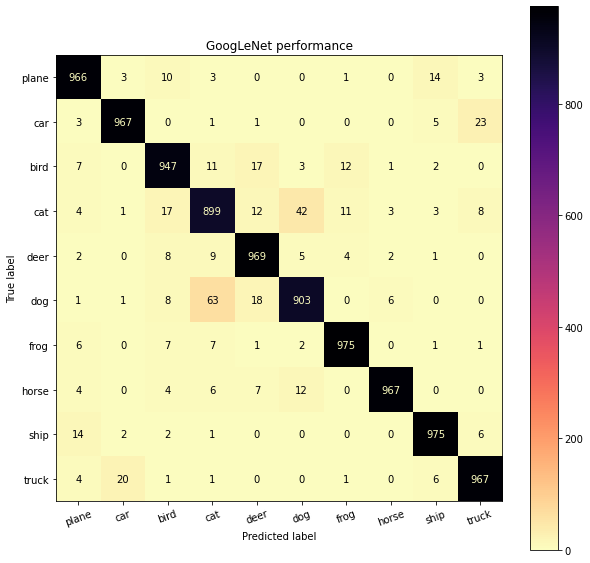 GoogLeNet performance
plane 966 3 10 3 0 0 1 0 14 3
car 3 967 0 1 1 0 0 0 5 23
bird 7 0 947 11 17 3 12 1 2 0
cat 4 1 17 899 12 42 11 3 3 8
deer 2 0 8 9 969 5 4 2 1 0
dog 1 1 8 63 18 903 0 6 0 0
frog 6 0 7 7 1 2 975 0 1 1
horse 4 0 4 6 7 12 0 967 0 0
ship 14 2 2 1 0 0 0 0 975 6
truck 4 20 1 1 0 0 1 0 6 967
plane car bird cat deer dog frog horse ship truck
Predicted label
True label
800
600
400
200
0